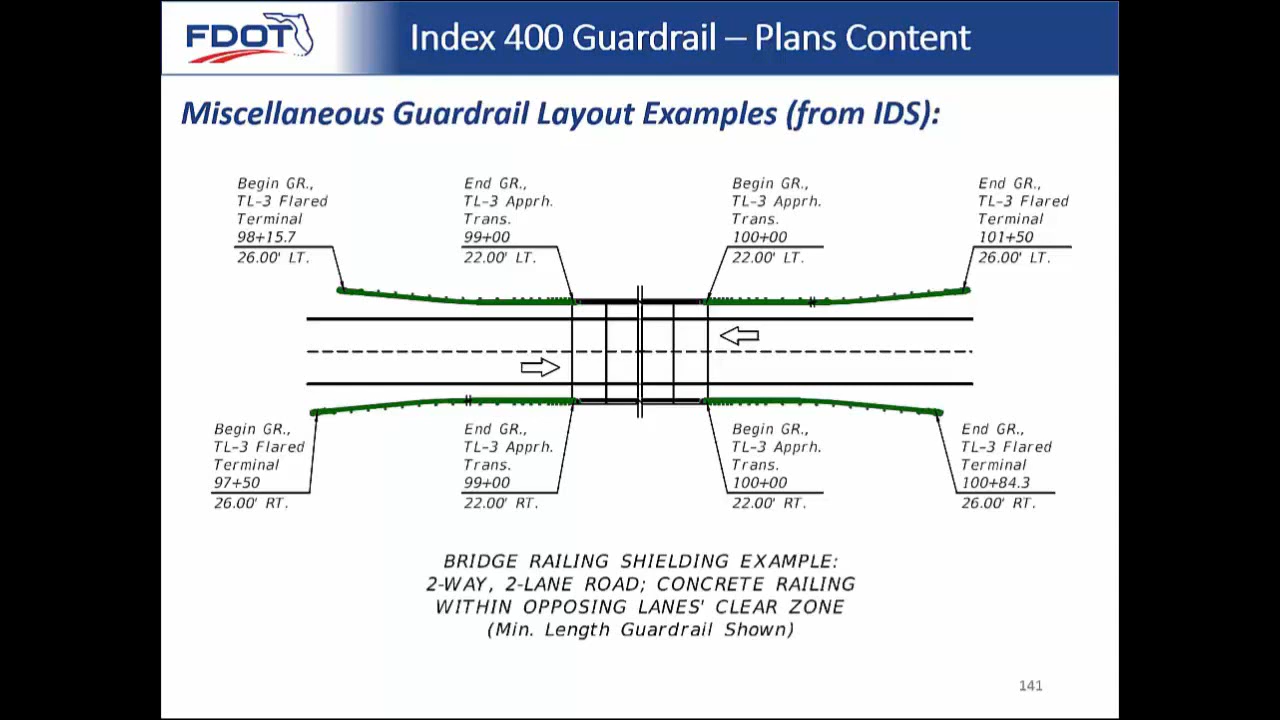 FDOT
Index 400 Guardrail – Plans Content
Miscellaneous Guardrail Layout Examples (from IDS):
Begin GR.,
TL-3 Flared
Terminal
98+15.7
26.00' LT.
End GR.,
TL-3 Apprh.
Trans.
99+00
22.00' LT.
Begin GR.,
TL-3 Apprh.
Trans.
100+00
22.00' LT.
End GR.,
TL-3 Flared
Terminal
101+50
26.00' LT.
Begin GR.,
TL-3 Flared
Terminal
97+50
26.00' RT.
End GR.,
TL-3 Apprh.
Trans.
99+00
22.00' RT.
Begin GR.,
TL-3 Apprh.
Trans.
100+00
22.00' RT.
End GR.,
TL-3 Flared
Terminal
100+84.3
26.00' RT.
BRIDGE RAILING SHIELDING EXAMPLE:
2-WAY, 2-LANE ROAD; CONCRETE RAILING
WITHIN OPPOSING LANES' CLEAR ZONE
(Min. Length Guardrail Shown)
141